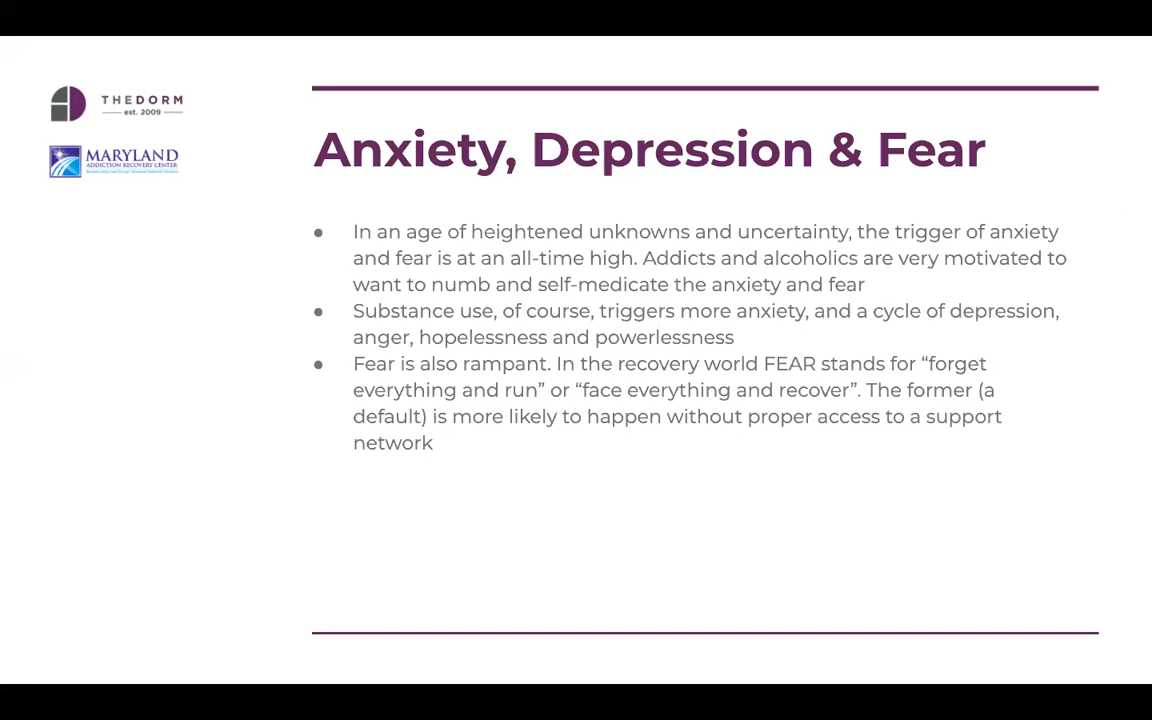 THEDORM
est. 2009
MARYLAND
ADDICTION RECOVERY CENTER
Anxiety, Depression & Fear
● In an age of heightened unknowns and uncertainty, the trigger of anxiety
and fear is at an all-time high. Addicts and alcoholics are very motivated to
want to numb and self-medicate the anxiety and fear
● Substance use, of course, triggers more anxiety, and a cycle of depression,
anger, hopelessness and powerlessness
● Fear is also rampant. In the recovery world FEAR stands for “forget
everything and run” or “face everything and recover”. The former (a
default) is more likely to happen without proper access to a support
network